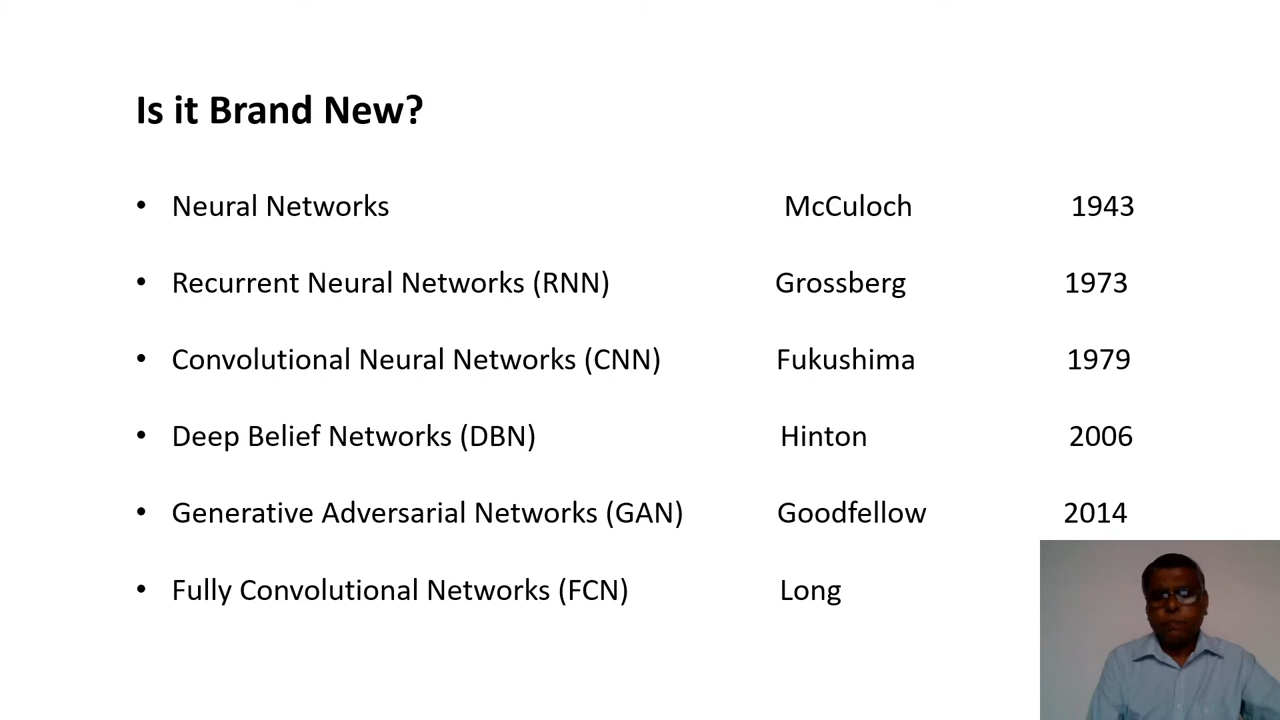 Is it Brand New?
• Neural Networks McCuloch 1943
• Recurrent Neural Networks (RNN) Grossberg 1973
• Convolutional Neural Networks (CNN) Fukushima 1979
• Deep Belief Networks (DBN) Hinton 2006
• Generative Adversarial Networks (GAN) Goodfellow 2014
• Fully Convolutional Networks (FCN) Long